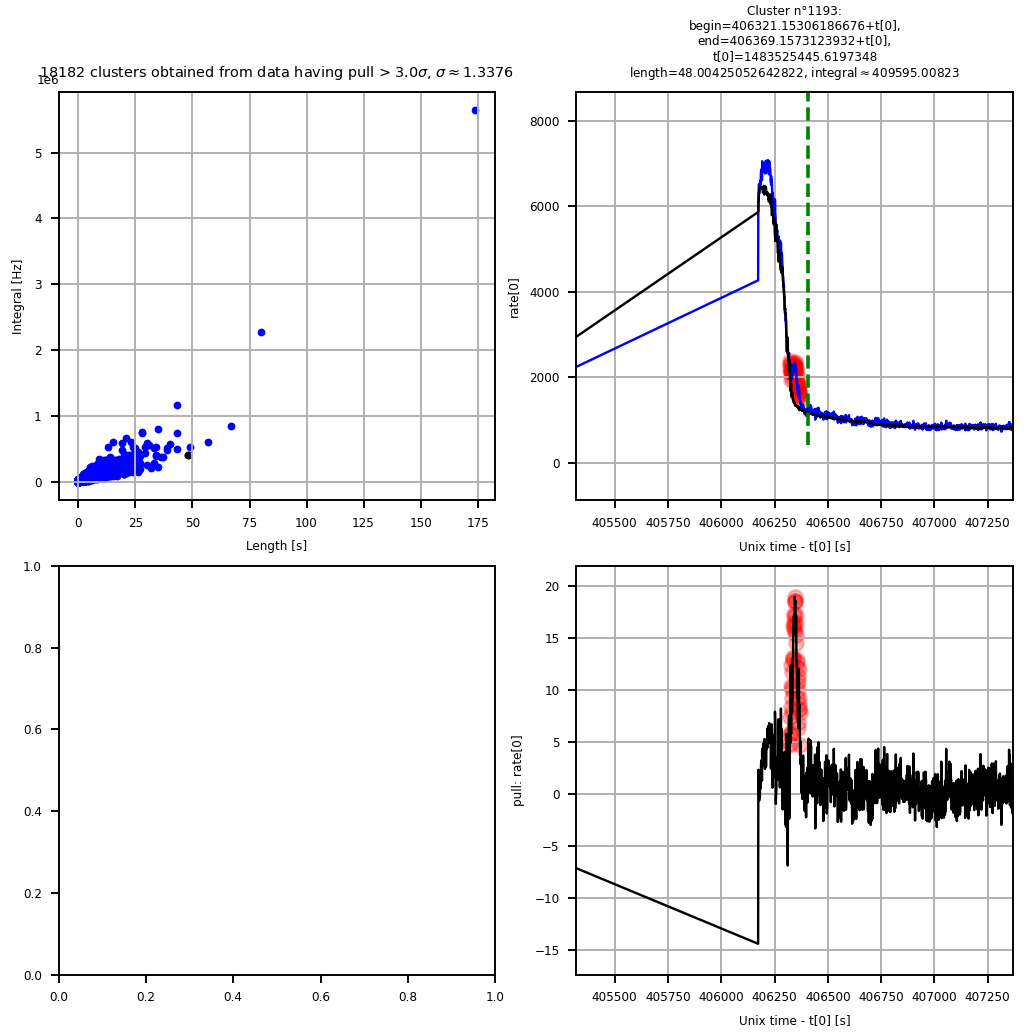 Cluster n°1193:
begin=406321.15306186676+t[0],
end=406369.1573123932+t[0],
t[0]=1483525445.6197348
length=48.00425052642822, integral≈409595.00823
18182 clusters obtained from data having pull > 3.0σ, σ≈1.3376
1e6
5
4
3
2
1
0
Integral [Hz]
0 25 50 75 100 125 150 175
Length [s]
8000
6000
4000
2000
0
rate[0]
405500 405750 406000 406250 406500 406750 407000 407250
Unix time - t[0] [s]
1.0
0.8
0.6
0.4
0.2
0.0
0.0 0.2 0.4 0.6 0.8 1.0
20
15
10
5
0
−5
−10
−15
pull: rate[0]
405500 405750 406000 406250 406500 406750 407000 407250
Unix time - t[0] [s]